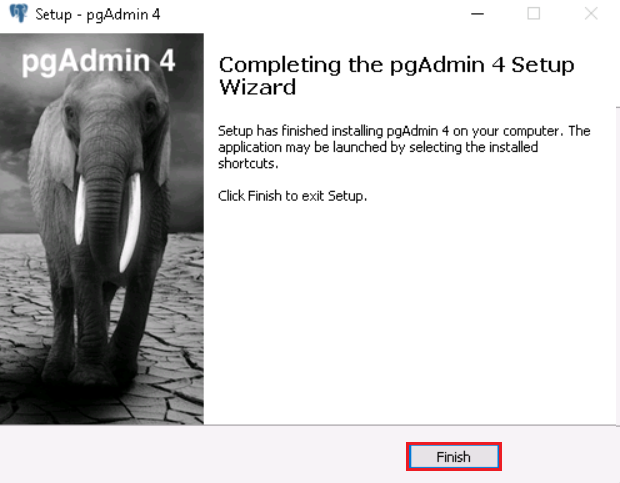 Setup - pgAdmin 4
pgAdmin 4
Completing the pgAdmin 4 Setup
Wizard
Setup has finished installing pgAdmin 4 on your computer. The
application may be launched by selecting the installed
shortcuts.
Click Finish to exit Setup.
Finish